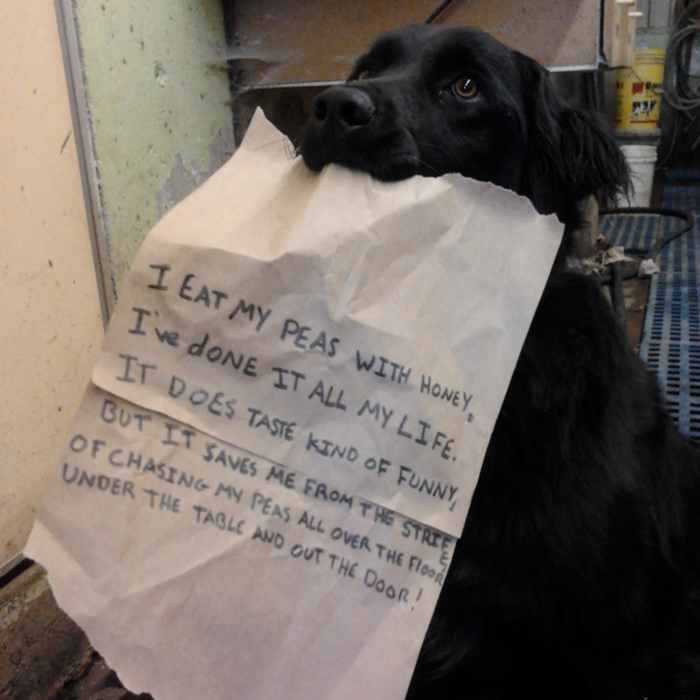 I EAT MY PEAS WITH HONEY,
I've dONE IT ALL MY LIFE.
IT DOES TASTE KIND OF FUNNY,
BUT IT SAVES ME FROM THE STRIFE,
OF CHASING MY PEAS ALL OVER THE FlOOR,
UNDER THE TABLE AND OUT THE DOOR!